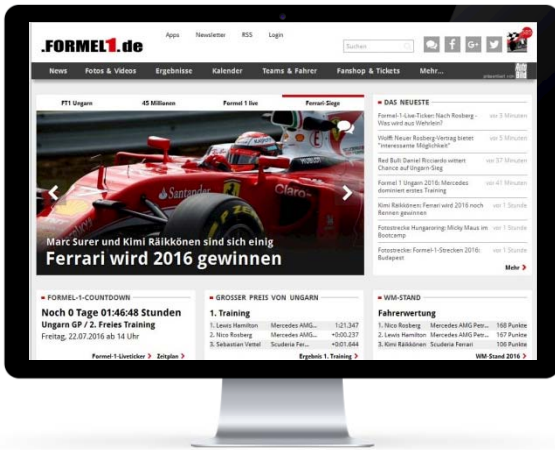 .FORMEL1.de
Apps Newsletter RSS Login
Suchen
News Fotos & Videos Ergebnisse Kalender Teams & Fahrer Fanshop & Tickets Mehr...
präsentiert von
FT1 Ungarn 45 Millionen Formel 1 live Ferrari-Siege
Santander
Claro
Marc Surer und Kimi Räikkönen sind sich einig
Ferrari wird 2016 gewinnen
DAS NEUESTE
Formel-1-Live-Ticker: Nach Rosberg - vor 3 Minuten
Was wird aus Wehrlein?
Wolff: Neuer Rosberg-Vertrag bietet vor 5 Minuten
"interessante Möglichkeit"
Red Bull: Daniel Ricciardo wittert vor 37 Minuten
Chance auf Ungarn-Sieg
Formel 1 Ungarn 2016: Mercedes vor 41 Minuten
dominiert erstes Training
Kimi Räikkönen: Ferrari wird 2016 noch vor 1 Stunde
Rennen gewinnen
Fotostrecke Hungaroring: Micky Maus im vor 1 Stunde
Bootcamp
Fotostrecke: Formel-1-Strecken 2016: vor 1 Stunde
Budapest
Mehr
FORMEL-1-COUNTDOWN
Noch 0 Tage 01:46:48 Stunden
Ungarn GP / 2. Freies Training
Freitag, 22.07.2016 ab 14 Uhr
Formel-1-Liveticker Zeitplan
GROSSER PREIS VON UNGARN
1. Training
1. Lewis Hamilton Mercedes AMG... 1:21.347
2. Nico Rosberg Mercedes AMG... +0:00.237
3. Sebastian Vettel Scuderia Fer... +0:01.644
Ergebnis 1. Training
WM-STAND
Fahrerwertung
1. Nico Rosberg Mercedes AMG Petr... 168 Punkte
2. Lewis Hamilton Mercedes AMG Petr... 167 Punkte
3. Kimi Räikkönen Scuderia Ferrari 106 Punkte
WM-Stand 2016